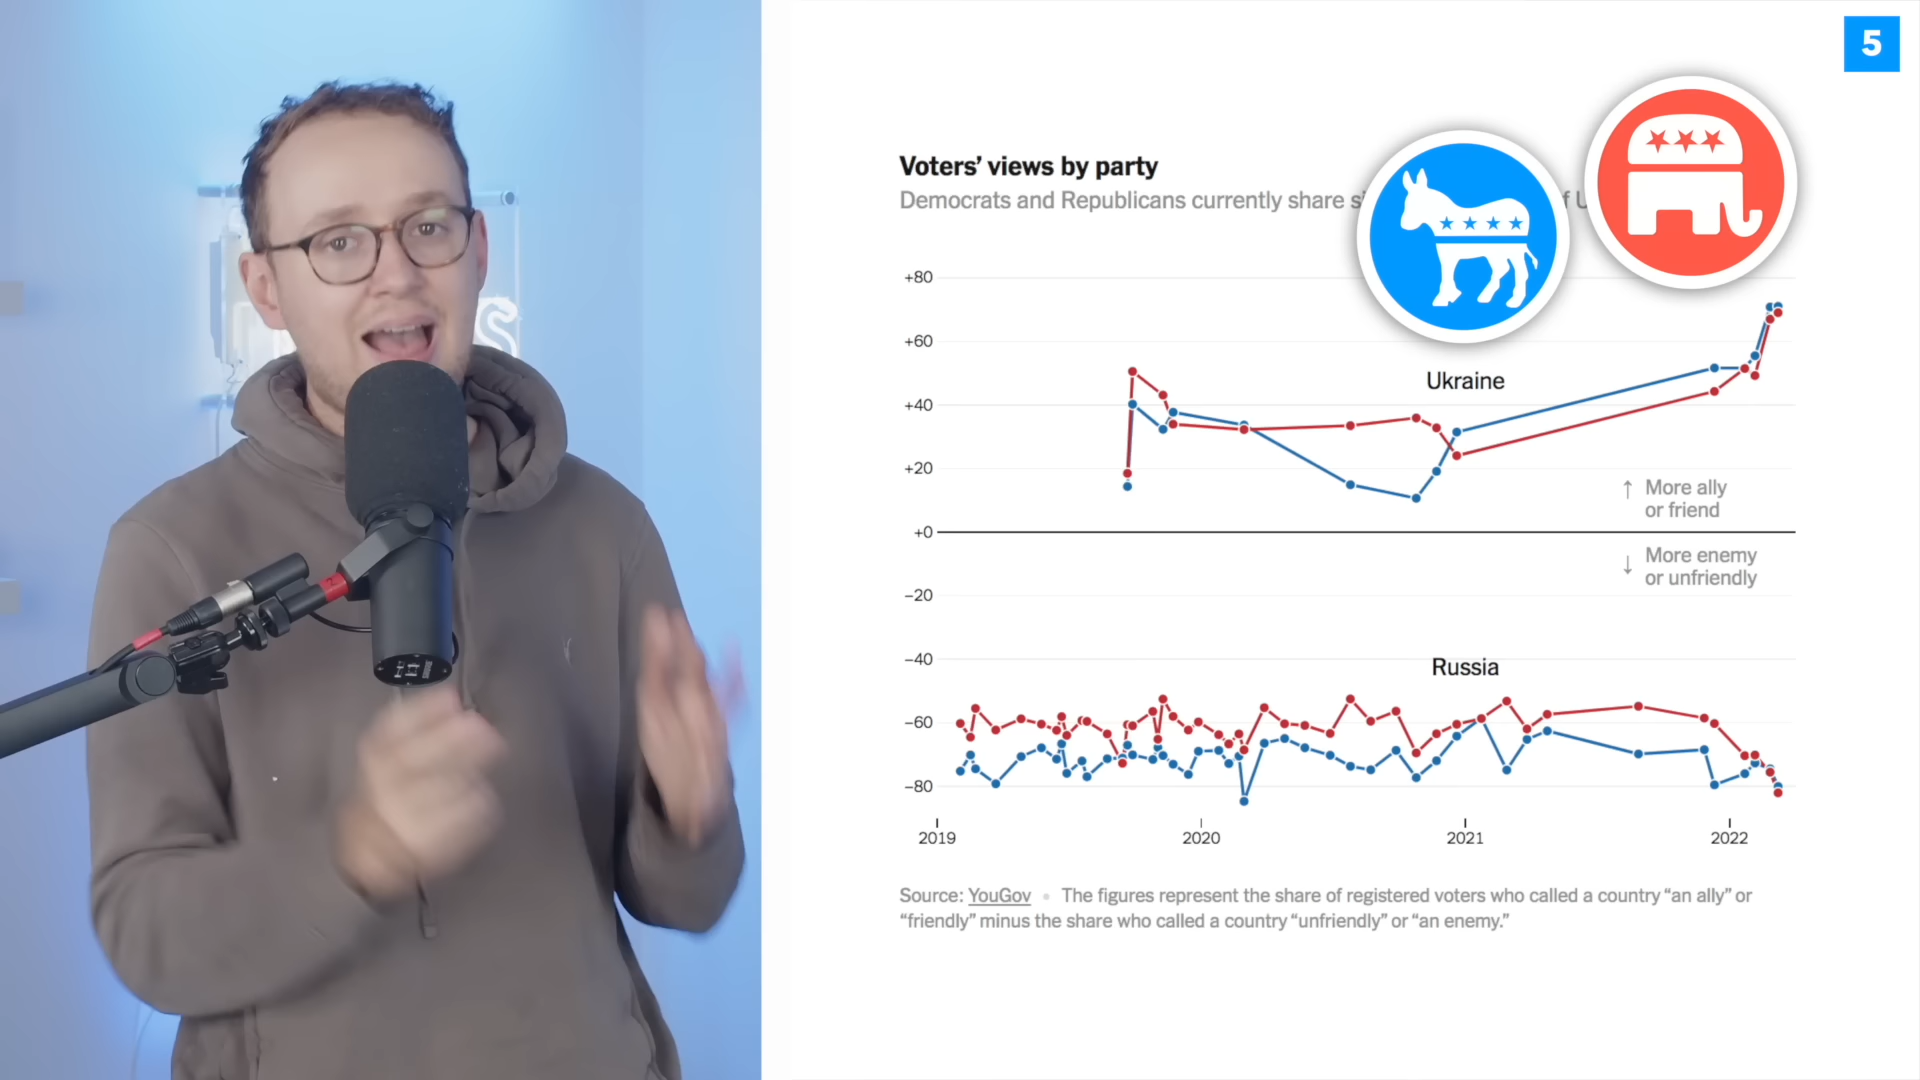 5
Voters’ views by party
Democrats and Republicans currently share
+80
+60
Ukraine
+40
+20
↑ More ally
or friend
+0
↓ More enemy
or unfriendly
−20
−40
Russia
−60
−80
2019 2020 2021 2022
Source: YouGov • The figures represent the share of registered voters who called a country “an ally” or
“friendly” minus the share who called a country “unfriendly” or “an enemy.”